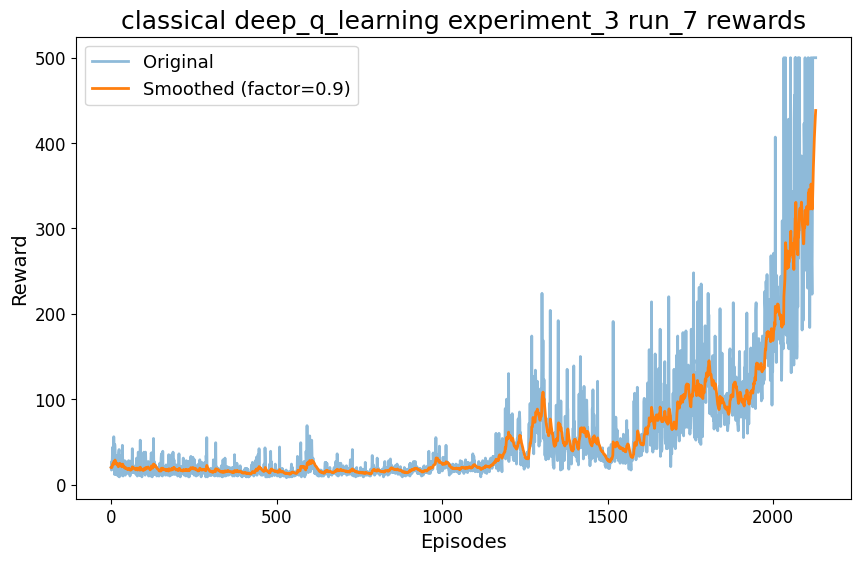 classical deep_q_learning experiment_3 run_7 rewards
Original
Smoothed (factor=0.9)
500
400
300
200
100
0
Reward
0 500 1000 1500 2000
Episodes